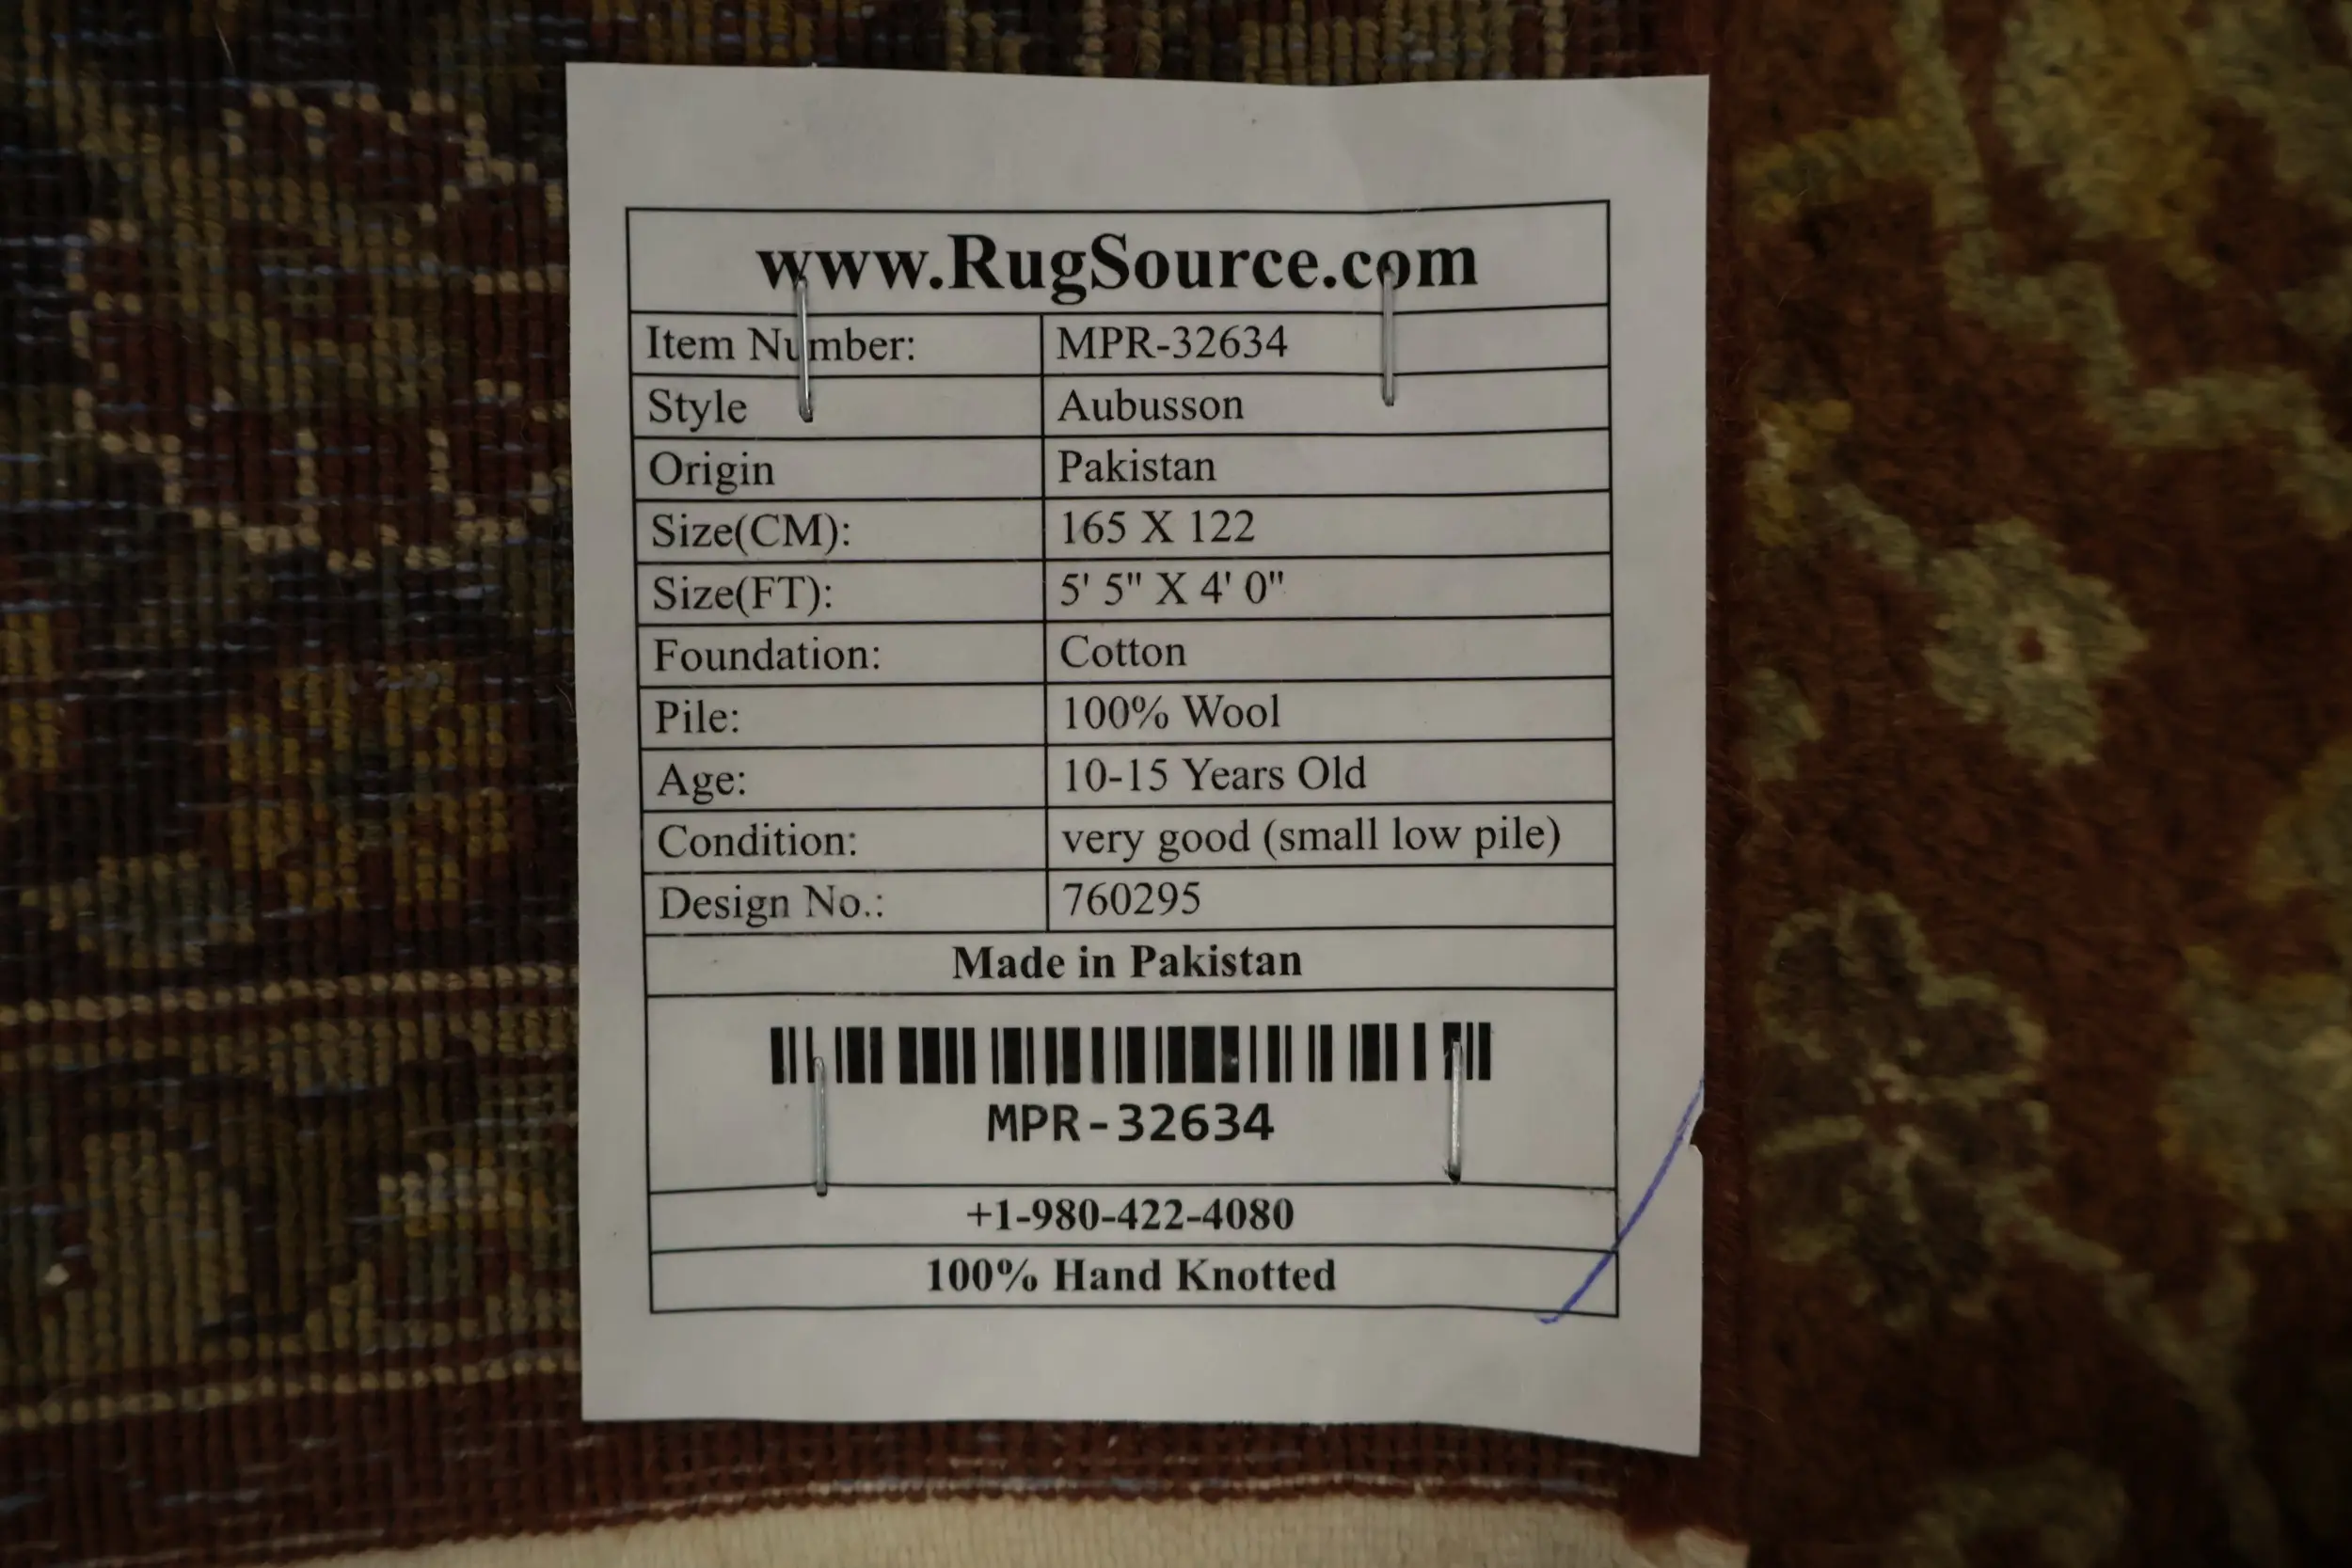 www.RugSource.com
Item Number: MPR-32634
Style Aubusson
Origin Pakistan
Size(CM): 165 X 122
Size(FT): 5' 5" X 4' 0"
Foundation: Cotton
Pile: 100% Wool
Age: 10-15 Years Old
Condition: very good (small low pile)
Design No.: 760295
Made in Pakistan
MPR-32634
+1-980-422-4080
100% Hand Knotted